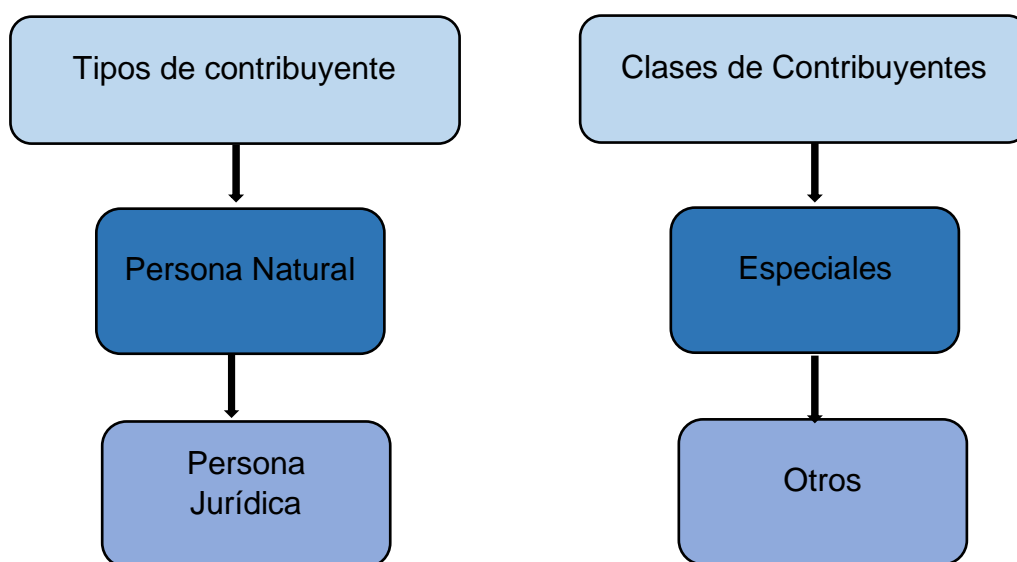 Tipos de contribuyente
Persona Natural
Persona
Jurídica
Clases de Contribuyentes
Especiales
Otros